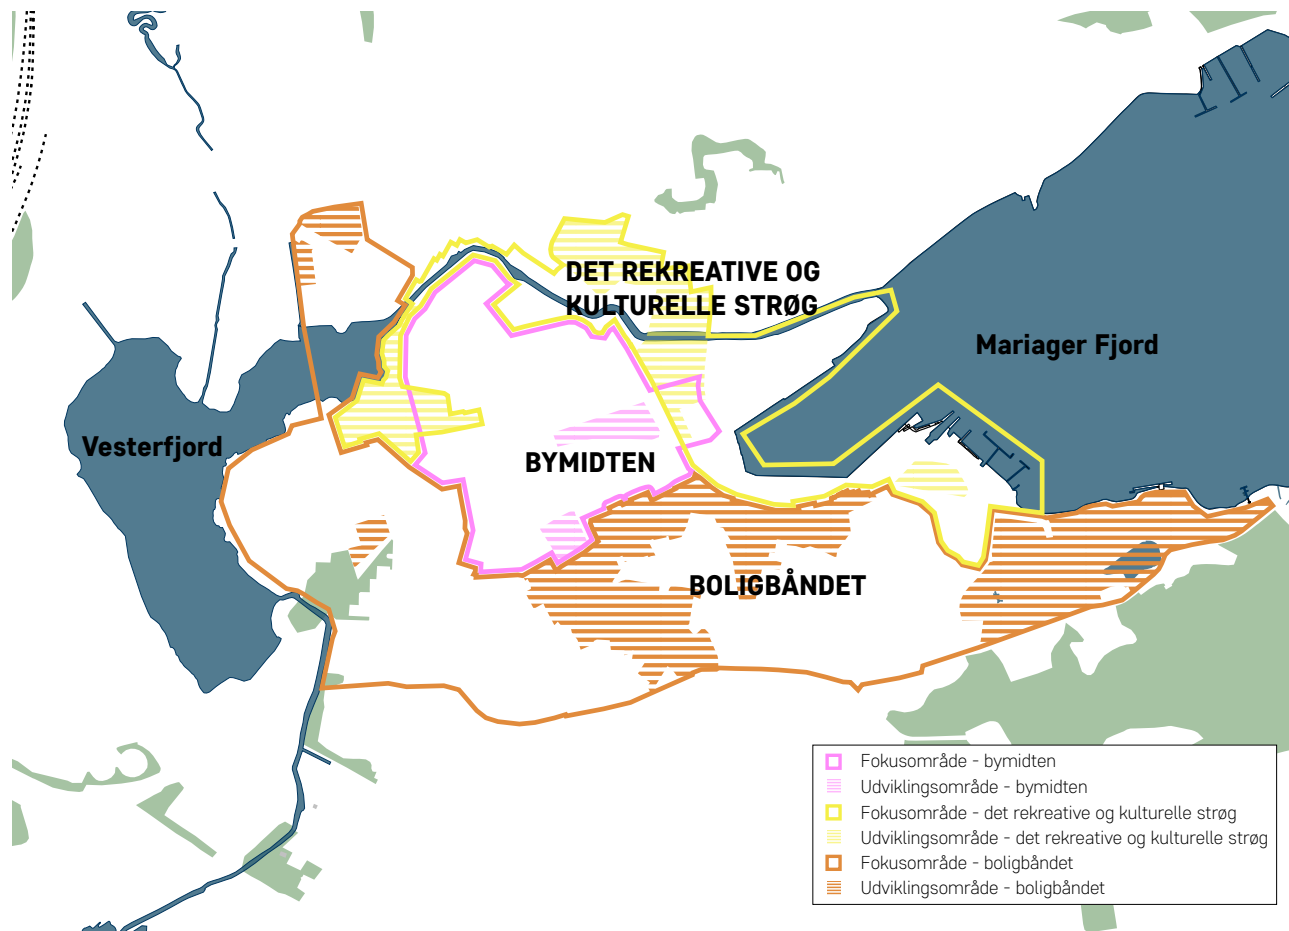 DET REKREATIVE OG
KULTURELLE STRØG
Mariager Fjord
Vesterfjord
BYMIDTEN
BOLIGBÅNDET
Fokusområde - bymidten
Udviklingsområde - bymidten
Fokusområde - det rekreative og kulturelle strøg
Udviklingsområde - det rekreative og kulturelle strøg
Fokusområde - boligbåndet
Udviklingsområde - boligbåndet